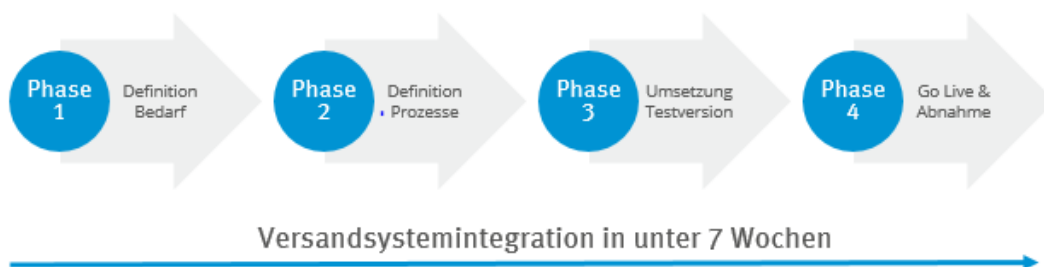 Phase
1
Definition
Bedarf
Phase
2
Definition
Prozesse
Phase
3
Umsetzung
Testversion
Phase
4
Go Live &
Abnahme
Versandsystemintegration in unter 7 Wochen